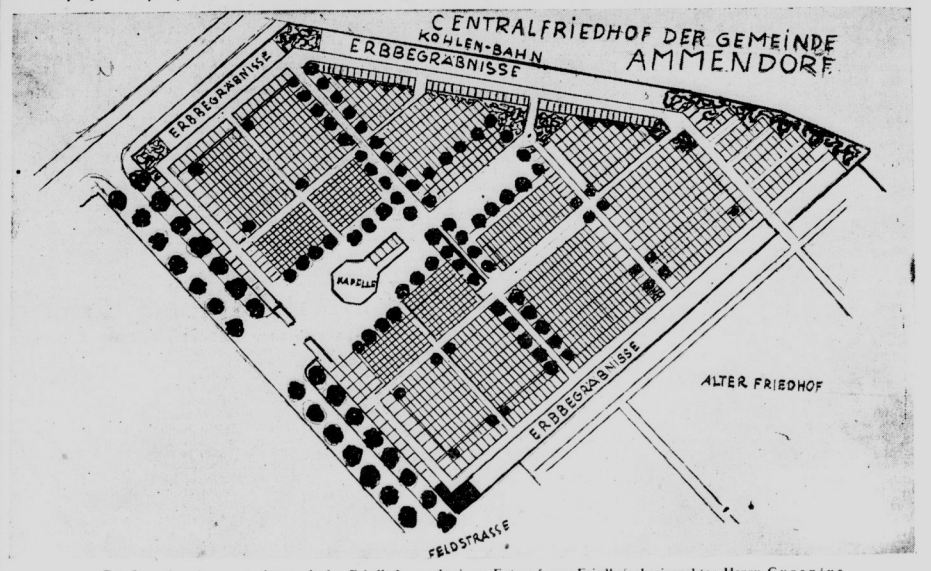 CENTRALFRIEDHOF DER GEMEINDE
AMMENDORF
KOHLEN-BAHN
ERBBEGRÄBNISSE
ERBBEGRÄBNISSE
KAPELLE
ERBBEGRÄBNISSE
ALTER FRIEDHOF
FELDSTRASSE